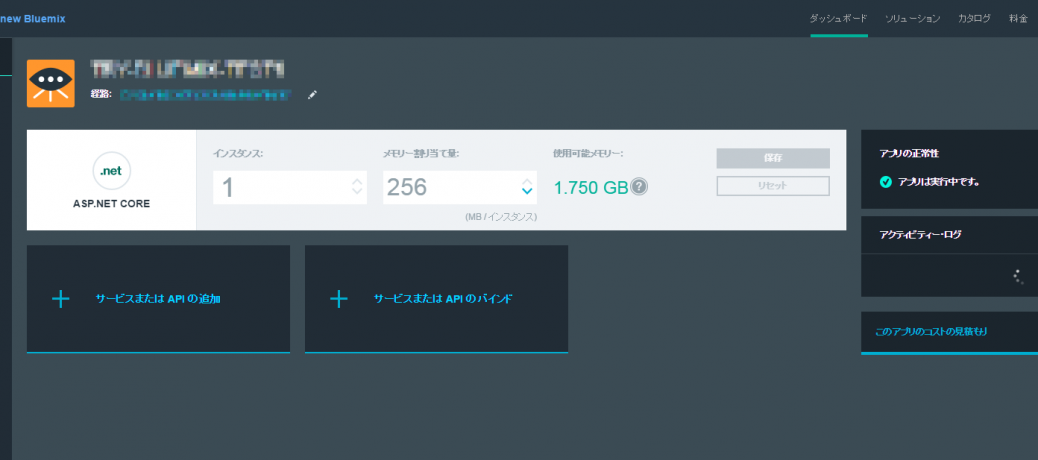 new Bluemix
ダッシュボード ソリューション カタログ 料金
経路:
.net
ASP.NET CORE
インスタンス:
1
メモリー割り当て量:
256
(MB / インスタンス)
使用可能メモリー:
1.750 GB ?
保存
リセット
アプリの正常性
アプリは実行中です。
アクティビティー・ログ
このアプリのコストの見積もり
+ サービスまたは API の追加
+ サービスまたは API のバインド